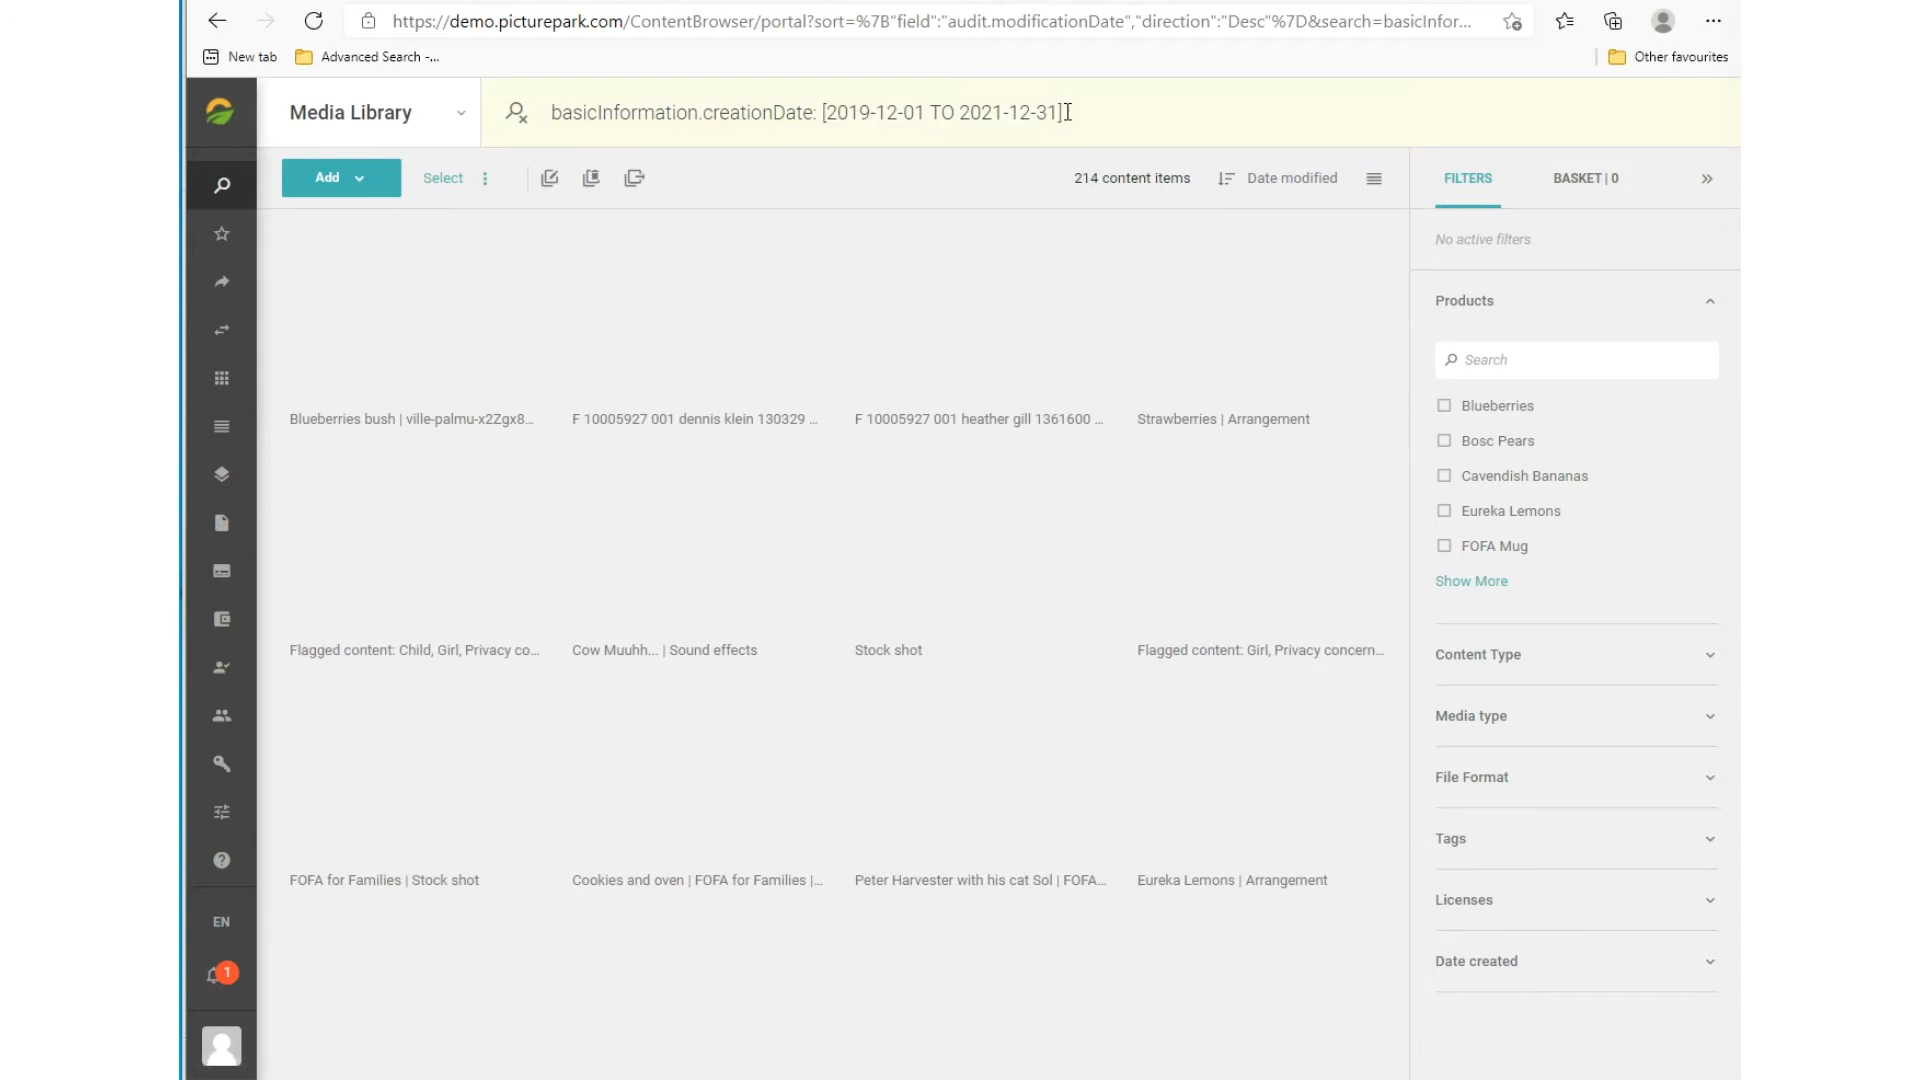 https://demo.picturepark.com/ContentBrowser/portal?sort=%7B"field":"audit.modificationDate","direction":"Desc"%7D&search=basicInfor...
New tab
Advanced Search -...
Other favourites
Media Library
basicInformation.creationDate: [2019-12-01 TO 2021-12-31]
Add
Select
214 content items
Date modified
FILTERS
BASKET | 0
No active filters
Products
Search
Blueberries bush | ville-palmu-x2Zgx8...
F 10005927 001 dennis klein 130329 ...
F 10005927 001 heather gill 1361600 ...
Strawberries | Arrangement
Blueberries
Bosc Pears
Cavendish Bananas
Eureka Lemons
FOFA Mug
Show More
Flagged content: Child, Girl, Privacy co...
Cow Muuhh... | Sound effects
Stock shot
Flagged content: Girl, Privacy concern...
Content Type
Media type
File Format
Tags
FOFA for Families | Stock shot
Cookies and oven | FOFA for Families |...
Peter Harvester with his cat Sol | FOFA...
Eureka Lemons | Arrangement
Licenses
Date created
EN
1